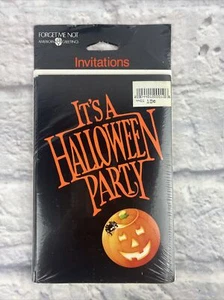 FORGET ME NOT
AMERICAN GREETINGS
Invitations
IT'S A
HALLOWEEN
PARTY